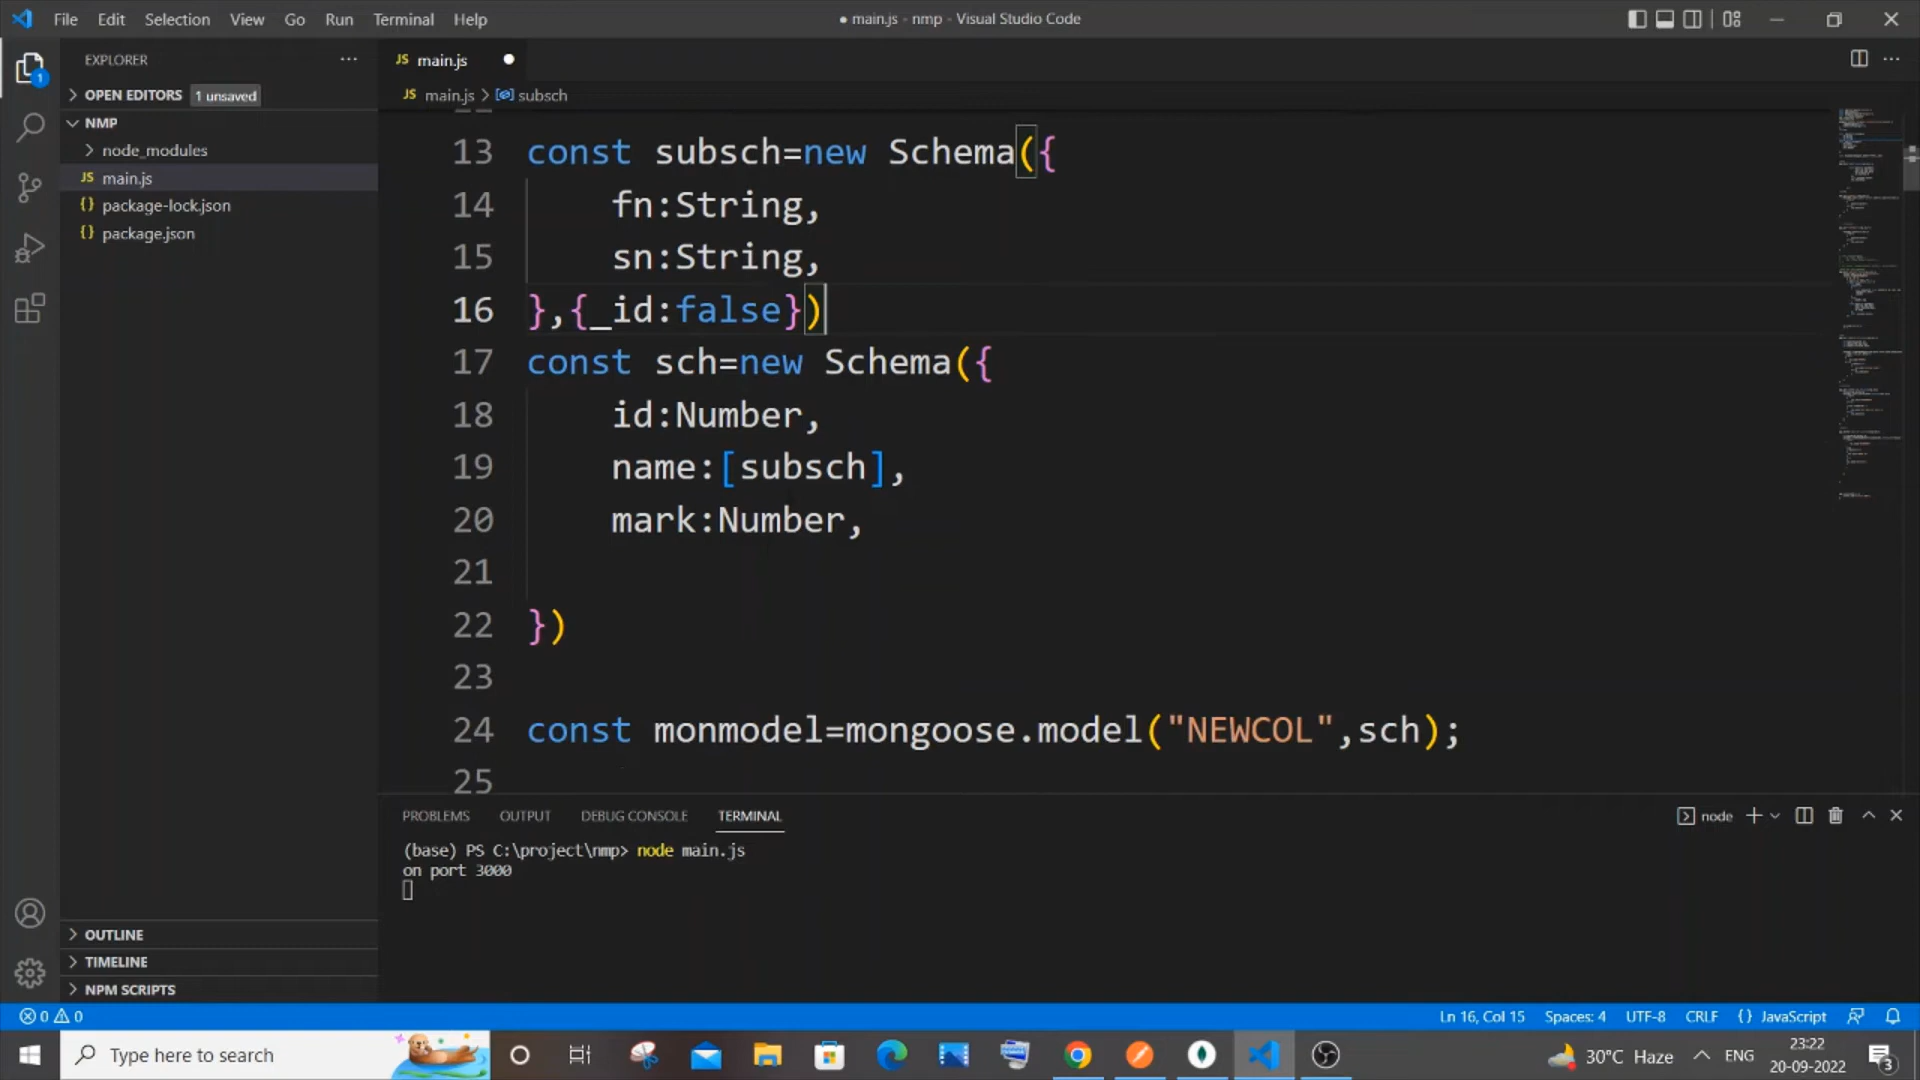 File Edit Selection View Go Run Terminal Help
● main.js - nmp - Visual Studio Code
EXPLORER
OPEN EDITORS 1 unsaved
NMP
node_modules
JS main.js
{} package-lock.json
{} package.json
OUTLINE
TIMELINE
NPM SCRIPTS
JS main.js
JS main.js > subsch
13 const subsch=new Schema({
14 fn:String,
15 sn:String,
16 },{_id:false})
17 const sch=new Schema({
18 id:Number,
19 name:[subsch],
20 mark:Number,
21
22 })
23
24 const monmodel=mongoose.model("NEWCOL",sch);
25
PROBLEMS OUTPUT DEBUG CONSOLE TERMINAL
node
(base) PS C:\project\nmp> node main.js
on port 3000
0 0
Ln 16, Col 15 Spaces: 4 UTF-8 CRLF {} JavaScript
Type here to search
30°C Haze
ENG
23:22
20-09-2022
3
1